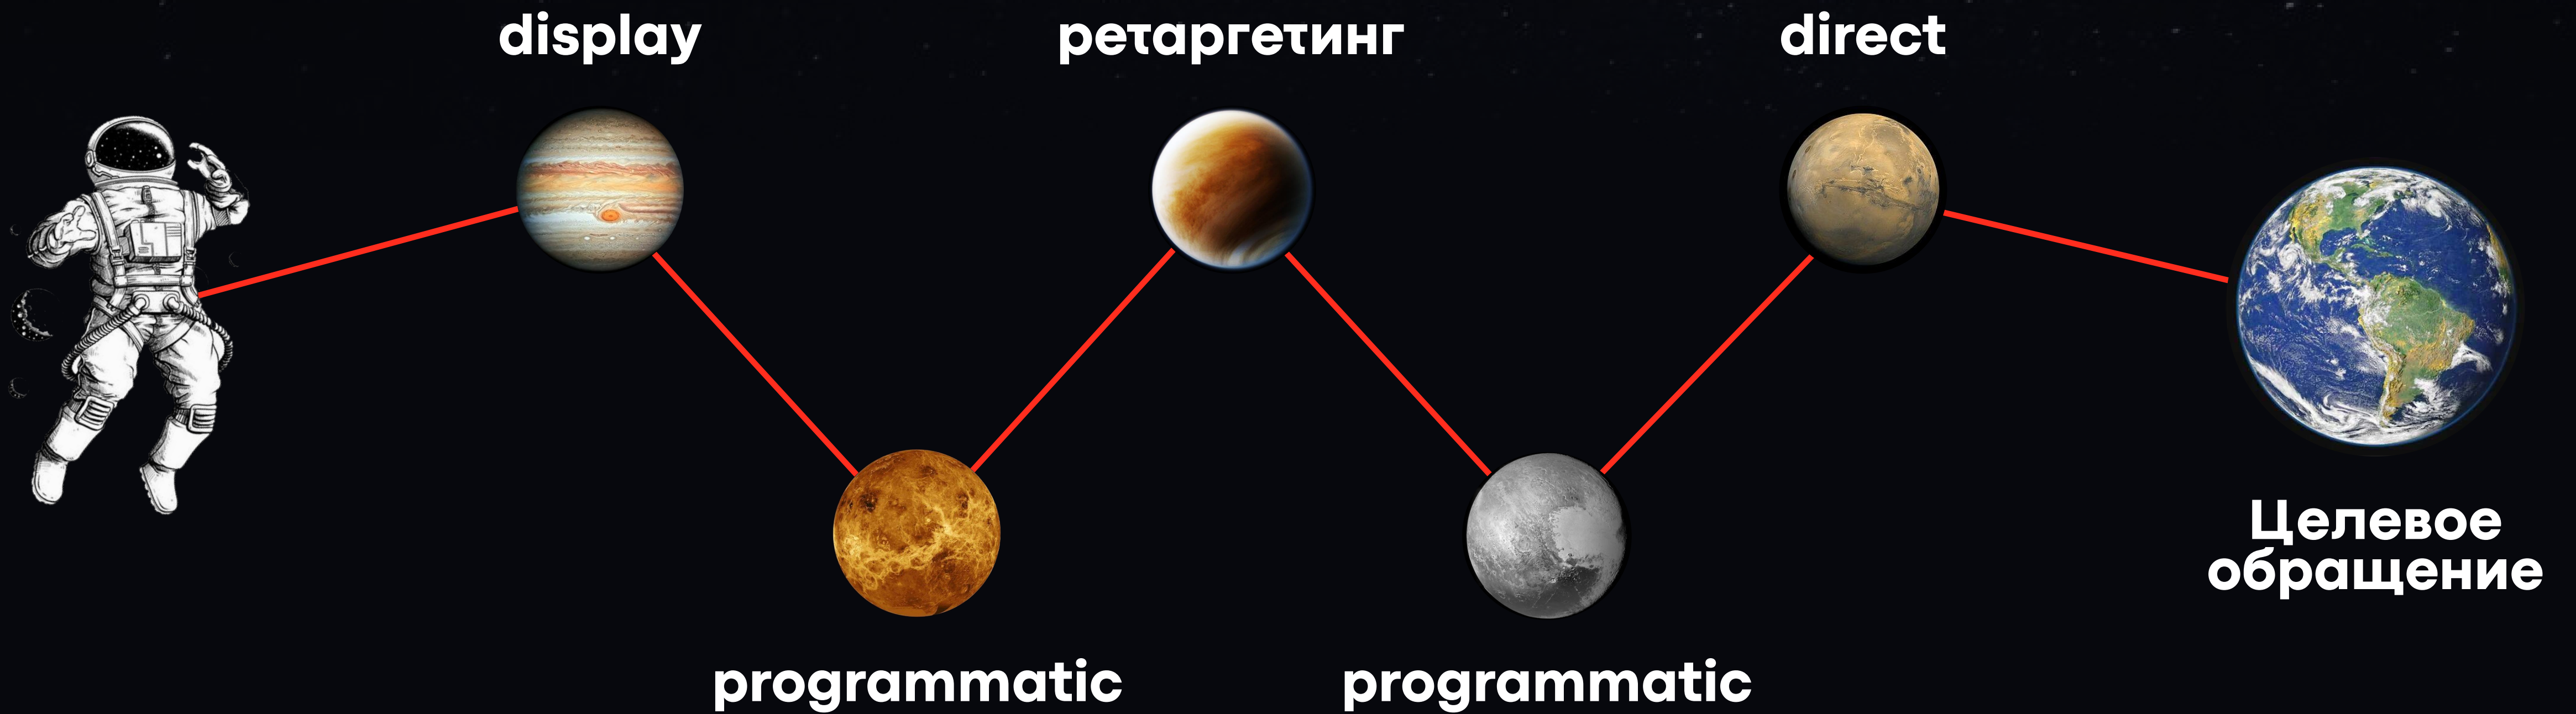 display
ретаргетинг
direct
Целевое
обращение
programmatic
programmatic